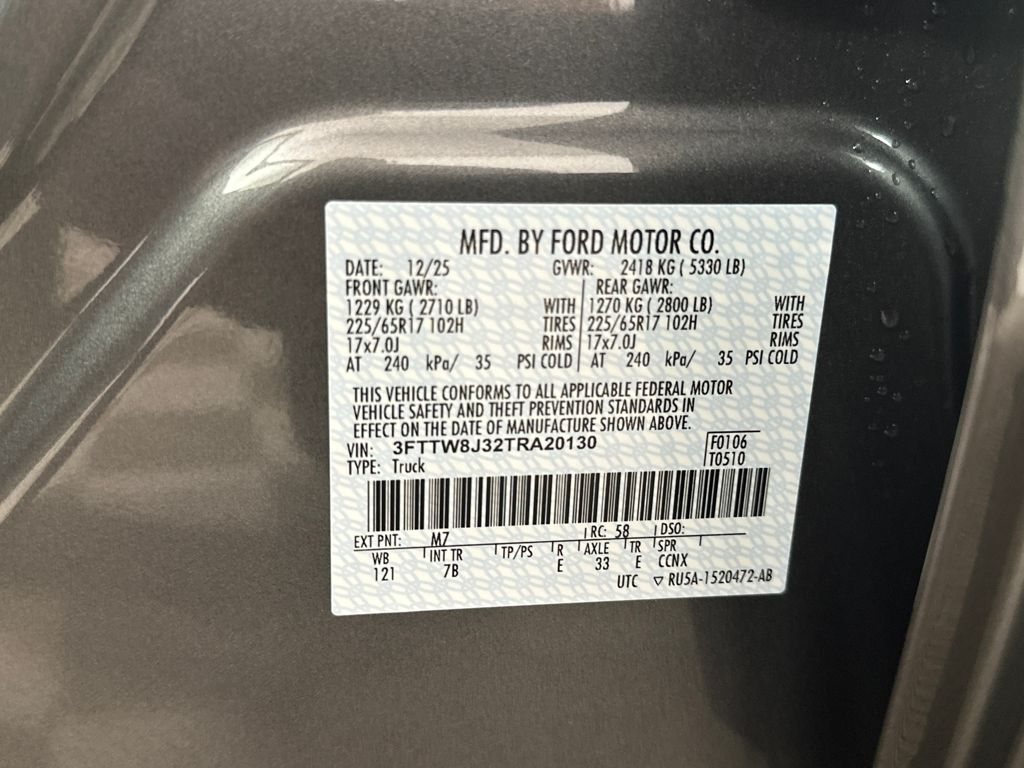 MFD. BY FORD MOTOR CO.
DATE: 12/25 GVWR: 2418 KG ( 5330 LB)
FRONT GAWR: REAR GAWR:
1229 KG ( 2710 LB) WITH 1270 KG ( 2800 LB) WITH
225/65R17 102H TIRES 225/65R17 102H TIRES
17x7.0J RIMS 17x7.0J RIMS
AT 240 kPa/ 35 PSI COLD AT 240 kPa/ 35 PSI COLD
THIS VEHICLE CONFORMS TO ALL APPLICABLE FEDERAL MOTOR
VEHICLE SAFETY AND THEFT PREVENTION STANDARDS IN
EFFECT ON THE DATE OF MANUFACTURE SHOWN ABOVE.
VIN: 3FTTW8J32TRA20130 F0106
TYPE: Truck T0510
EXT PNT: M7 RC: 58 DSO:
WB INT TR TP/PS R AXLE TR SPR
121 7B E 33 E CCNX
UTC ▽ RU5A-1520472-AB